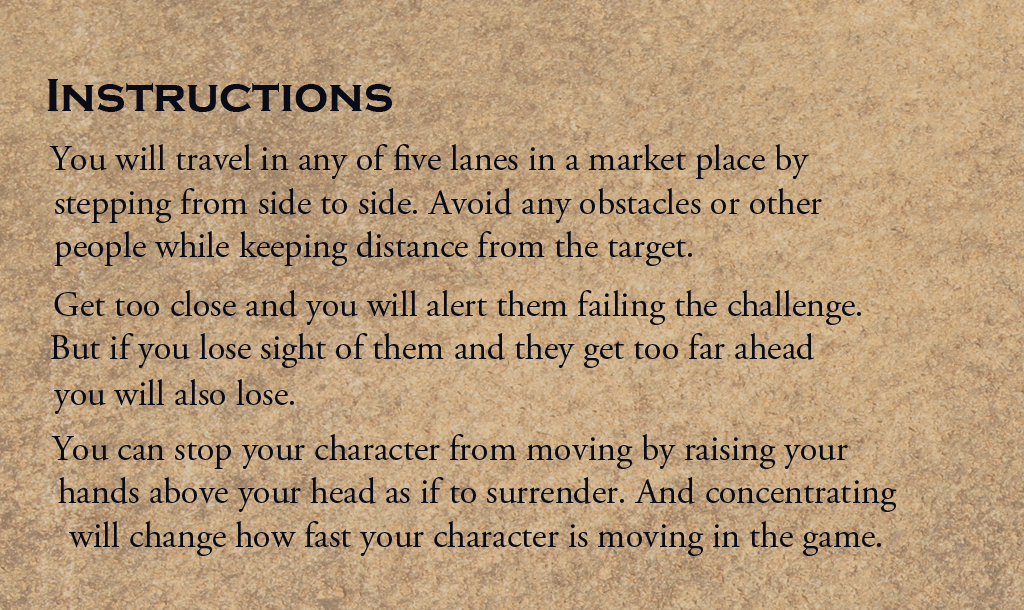 Instructions
You will travel in any of five lanes in a market place by
stepping from side to side. Avoid any obstacles or other
people while keeping distance from the target.
Get too close and you will alert them failing the challenge.
But if you lose sight of them and they get too far ahead
you will also lose.
You can stop your character from moving by raising your
hands above your head as if to surrender. And concentrating
will change how fast your character is moving in the game.